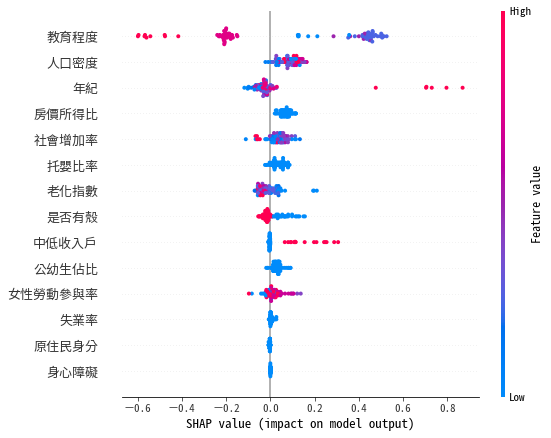 High
教育程度
人口密度
年紀
房價所得比
社會增加率
托嬰比率
老化指數
是否有殼
中低收入戶
公幼生佔比
女性勞動參與率
失業率
原住民身分
身心障礙
Feature value
Low
−0.6 −0.4 −0.2 0.0 0.2 0.4 0.6 0.8
SHAP value (impact on model output)